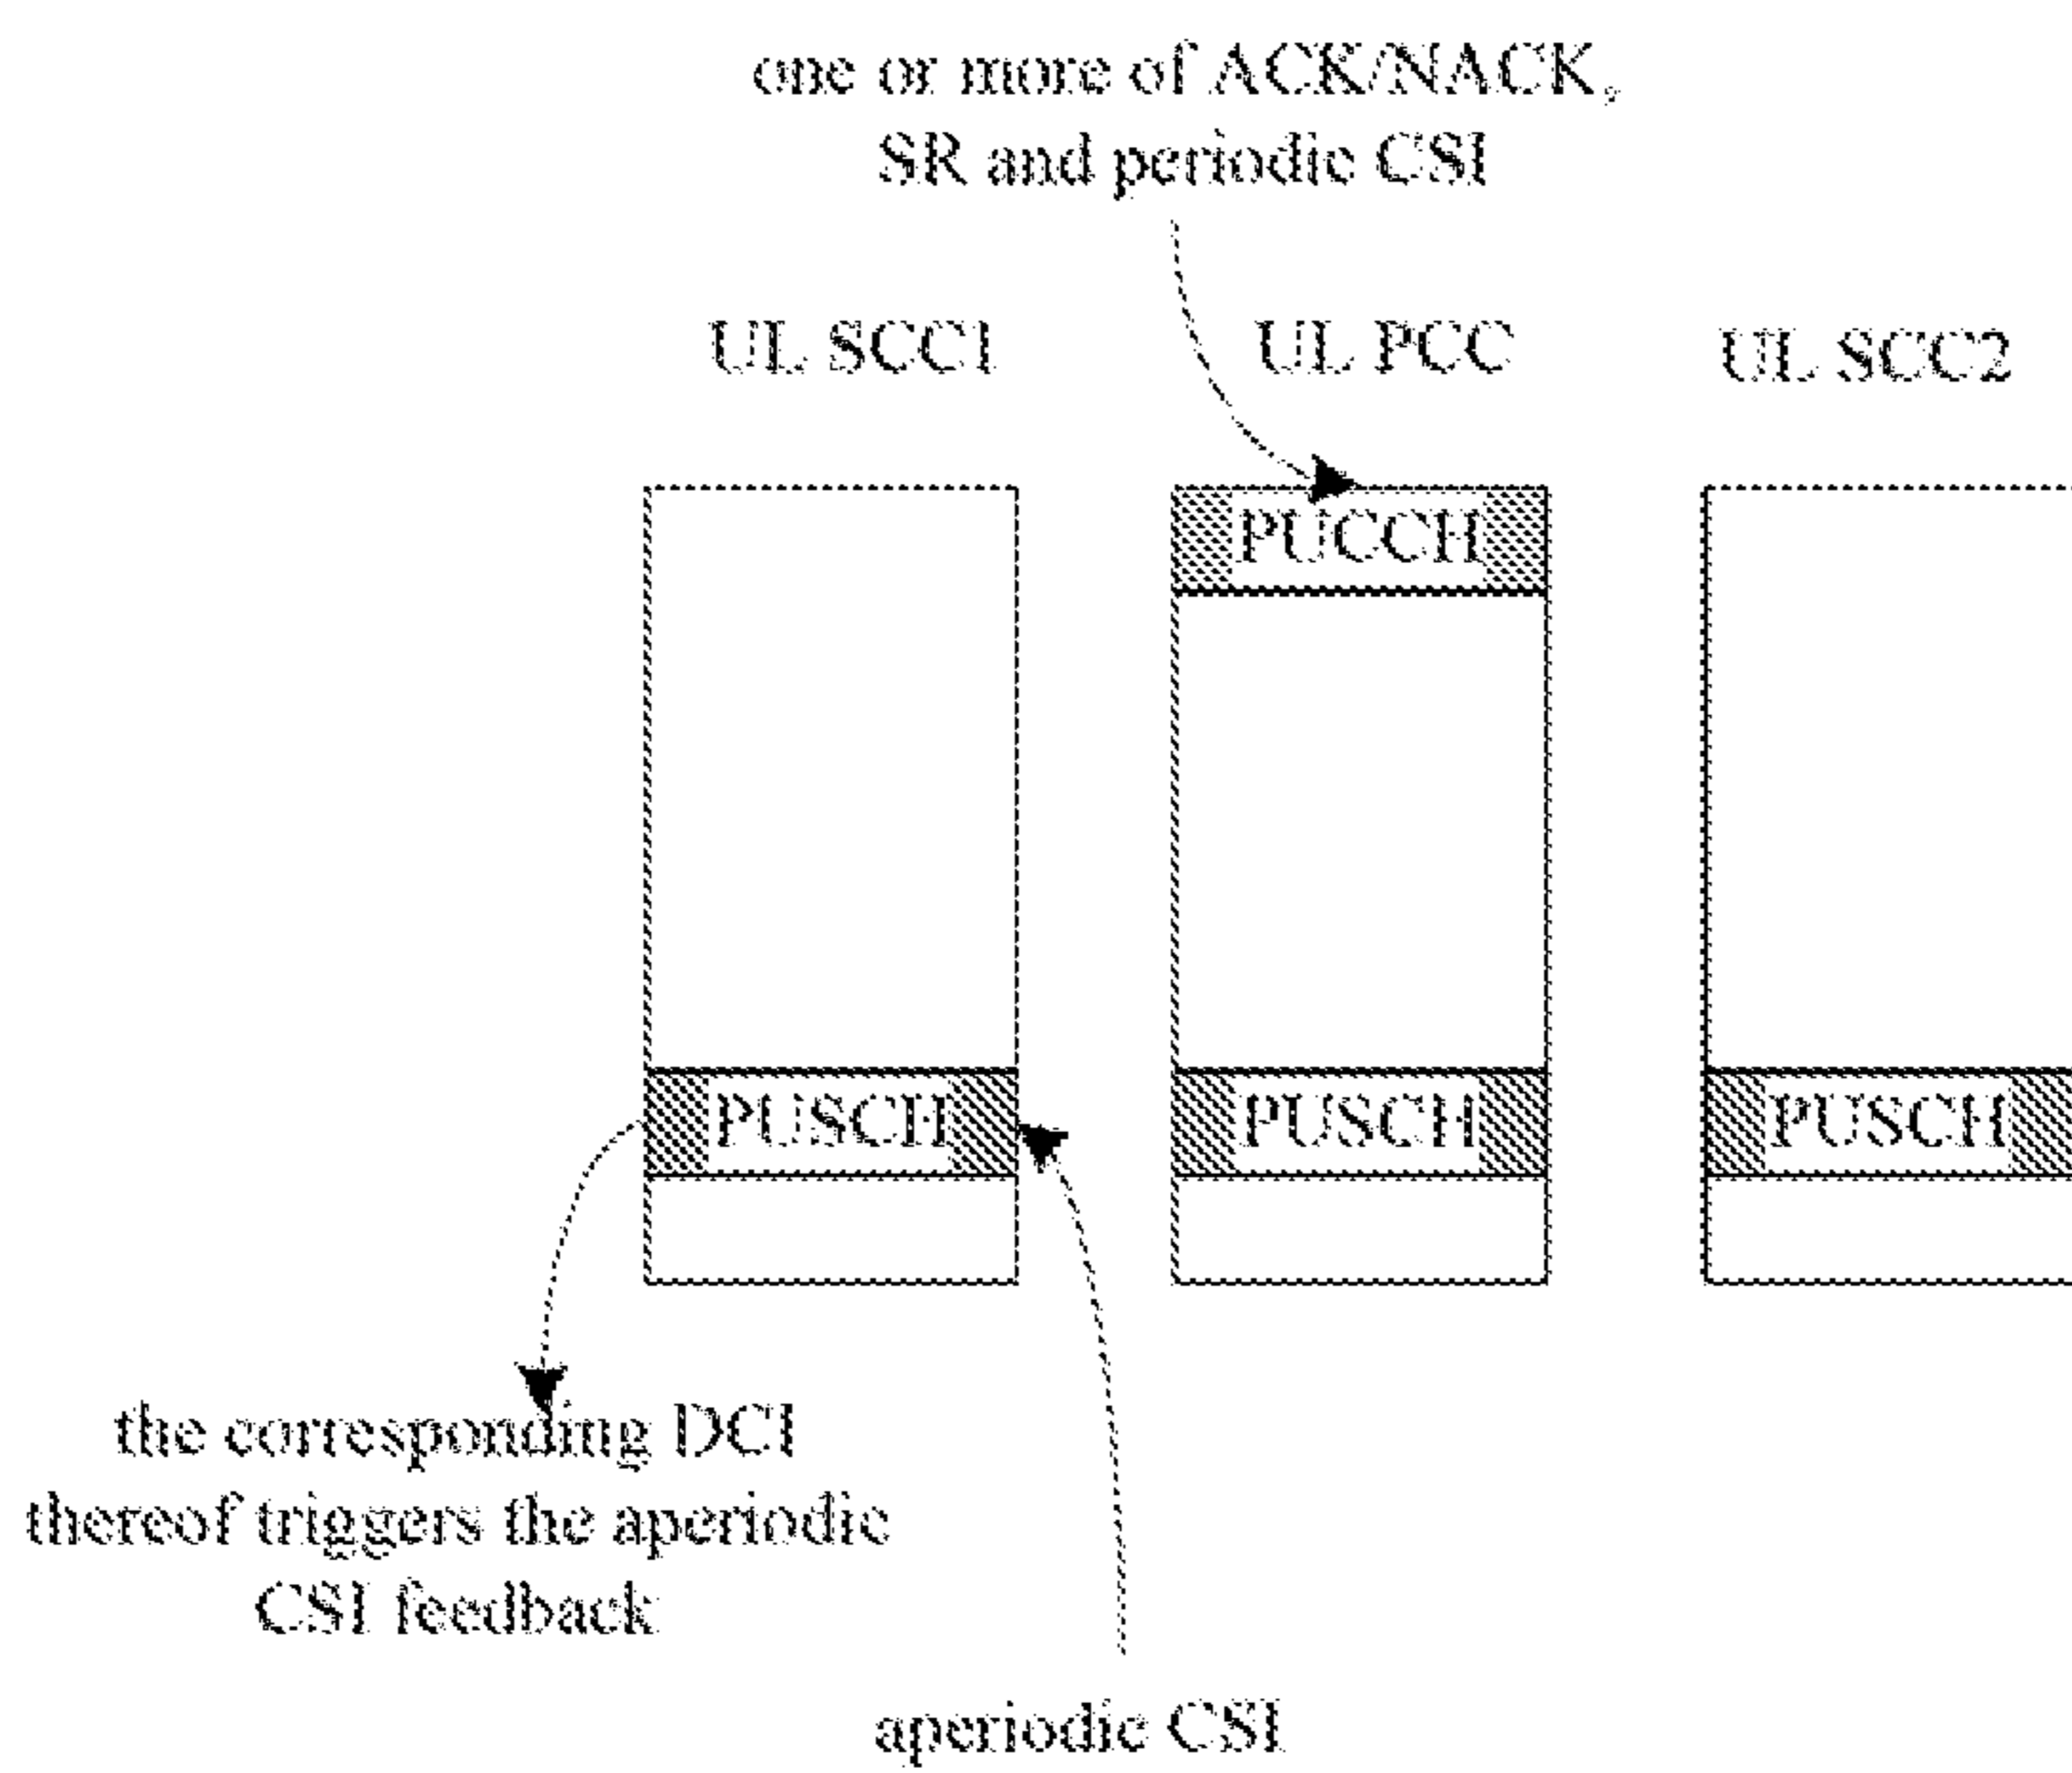 one or more of ACK/NACK,
SR and periodic CSI
UL SCC1 UL PCC UL SCC2
PUCCH
PUSCH PUSCH PUSCH
the corresponding DCI
thereof triggers the aperiodic
CSI feedback
aperiodic CSI